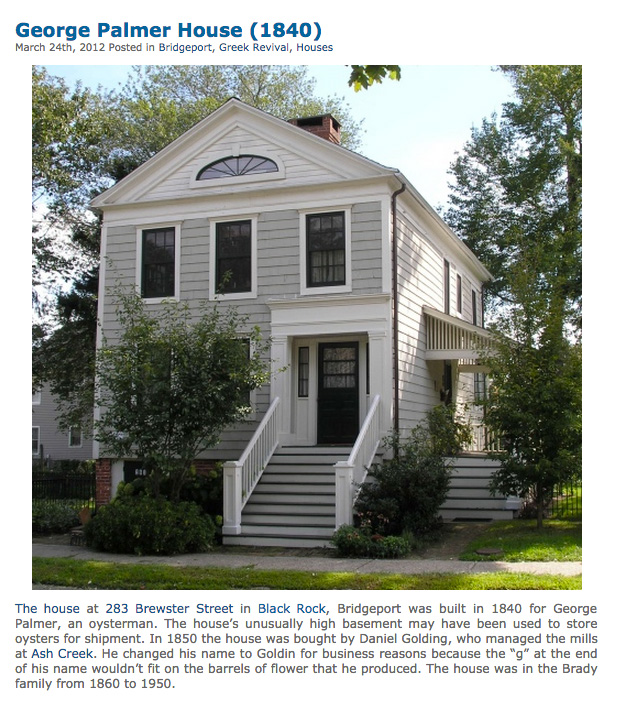 George Palmer House (1840)
March 24th, 2012 Posted in Bridgeport, Greek Revival, Houses
The house at 283 Brewster Street in Black Rock, Bridgeport was built in 1840 for George
Palmer, an oysterman. The house’s unusually high basement may have been used to store
oysters for shipment. In 1850 the house was bought by Daniel Golding, who managed the mills
at Ash Creek. He changed his name to Goldin for business reasons because the “g” at the end
of his name wouldn’t fit on the barrels of flower that he produced. The house was in the Brady
family from 1860 to 1950.